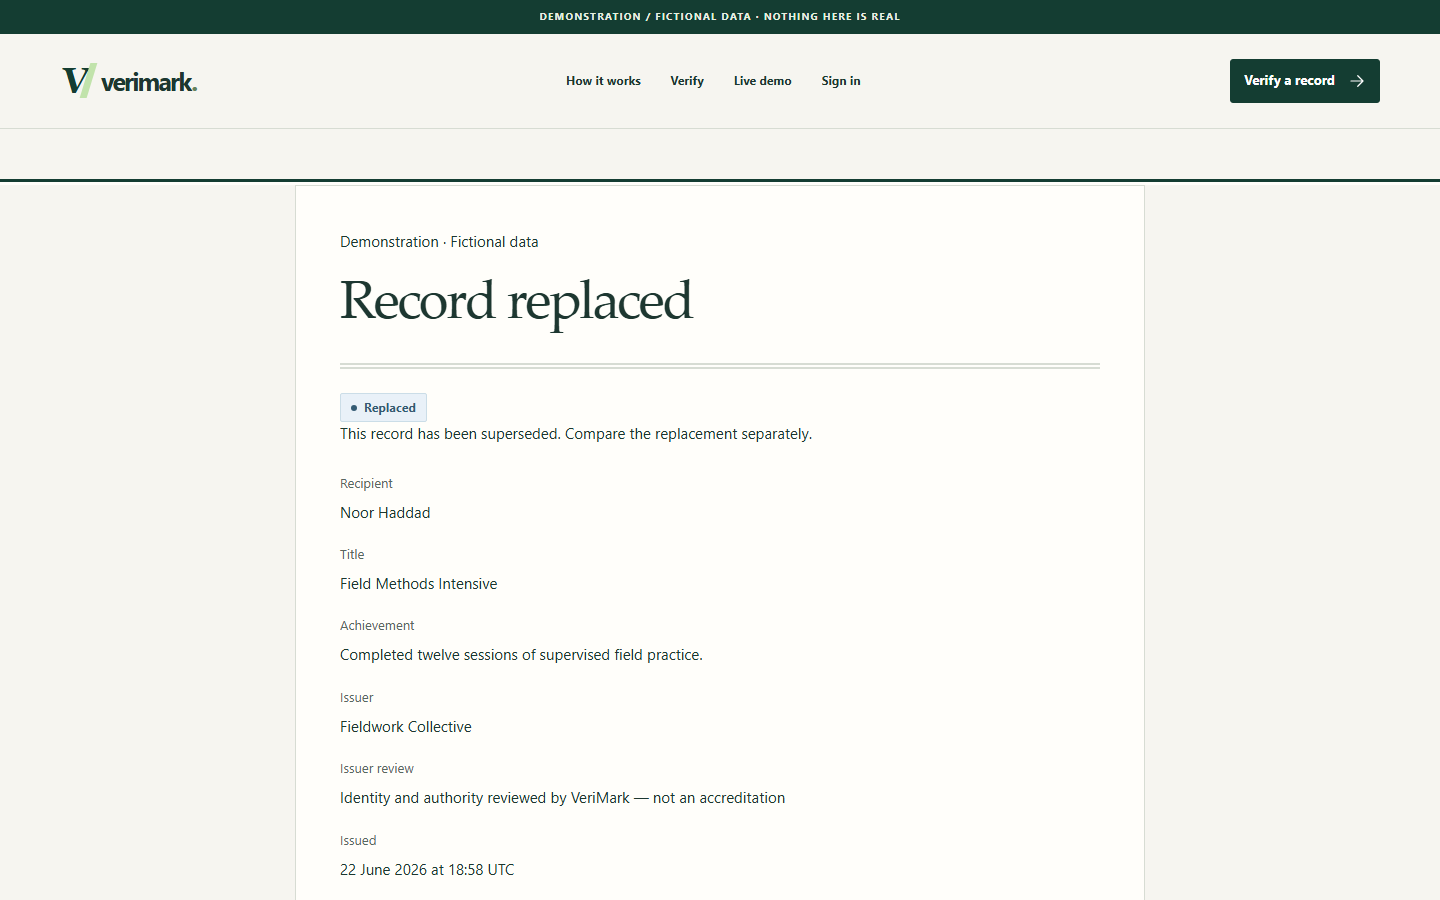 DEMONSTRATION / FICTIONAL DATA · NOTHING HERE IS REAL
V verimark.
How it works
Verify
Live demo
Sign in
Verify a record →
Demonstration · Fictional data
Record replaced
Replaced
This record has been superseded. Compare the replacement separately.
Recipient
Noor Haddad
Title
Field Methods Intensive
Achievement
Completed twelve sessions of supervised field practice.
Issuer
Fieldwork Collective
Issuer review
Identity and authority reviewed by VeriMark — not an accreditation
Issued
22 June 2026 at 18:58 UTC